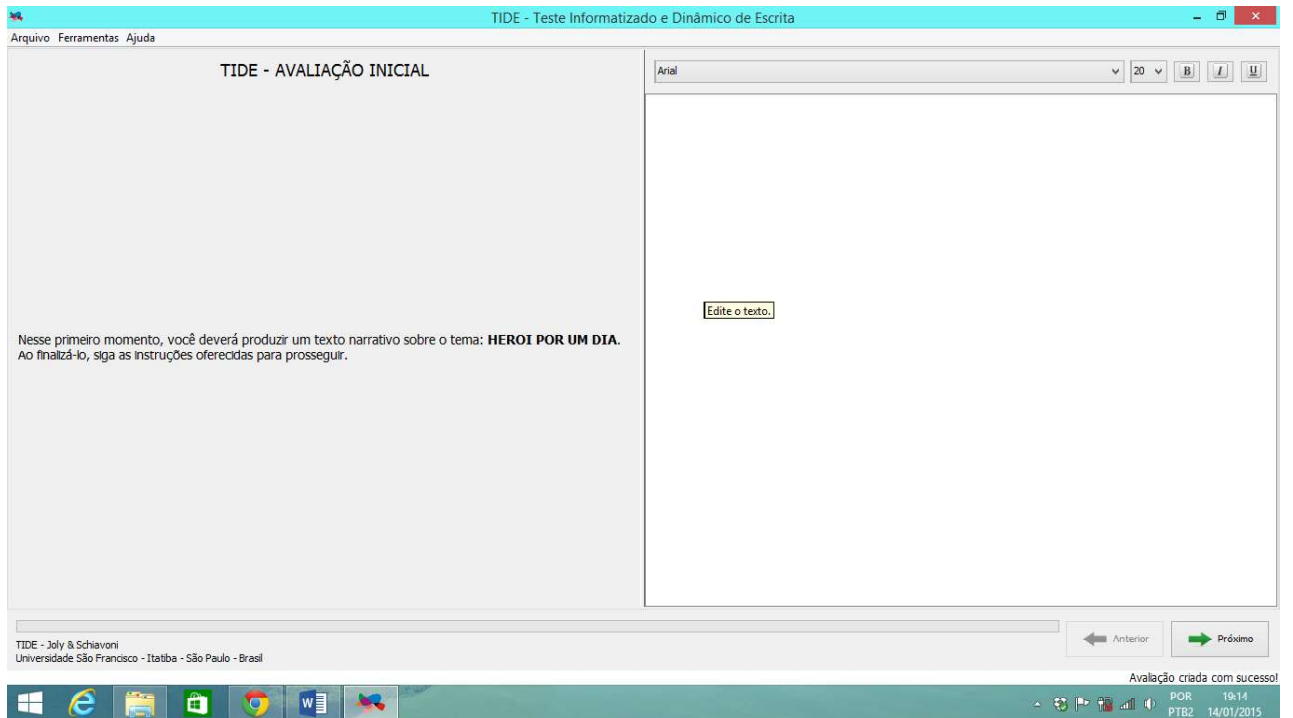 TIDE - Teste Informatizado e Dinâmico de Escrita
Arquivo Ferramentas Ajuda
TIDE - AVALIAÇÃO INICIAL
Arial
20
B
I
U
Edite o texto.
Nesse primeiro momento, você deverá produzir um texto narrativo sobre o tema: HEROI POR UM DIA.
Ao finalizá-lo, siga as instruções oferecidas para prosseguir.
TIDE - Joly & Schiavoni
Universidade São Francisco - Itatiba - São Paulo - Brasil
Anterior
Próximo
Avaliação criada com sucesso!
POR 19:14
PTB2 14/01/2015